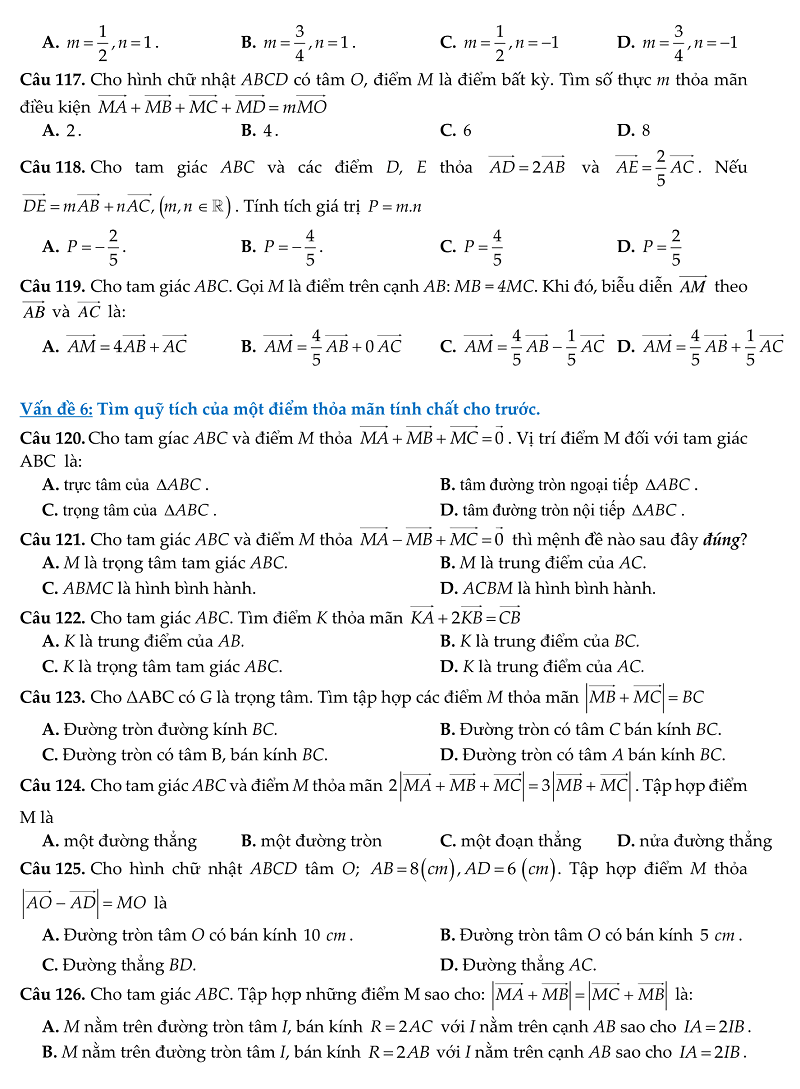 A. $m=\frac{1}{2},n=1$. B. $m=\frac{3}{4},n=1$. C. $m=\frac{1}{2},n=-1$ D. $m=\frac{3}{4},n=-1$
Câu 117. Cho hình chữ nhật ABCD có tâm O, điểm M là điểm bất kỳ. Tìm số thực m thỏa mãn
điều kiện $\overrightarrow{MA}+\overrightarrow{MB}+\overrightarrow{MC}+\overrightarrow{MD}=m\overrightarrow{MO}$
A. 2. B. 4. C. 6 D. 8
Câu 118. Cho tam giác ABC và các điểm D, E thỏa $\overrightarrow{AD}=2\overrightarrow{AB}$ và $\overrightarrow{AE}=\frac{2}{5}\overrightarrow{AC}$. Nếu
$\overrightarrow{DE}=m\overrightarrow{AB}+n\overrightarrow{AC},(m,n\in\mathbb{R})$. Tính tích giá trị $P=m.n$
A. $P=-\frac{2}{5}$. B. $P=-\frac{4}{5}$. C. $P=\frac{4}{5}$ D. $P=\frac{2}{5}$
Câu 119. Cho tam giác ABC. Gọi M là điểm trên cạnh AB: MB = 4MC. Khi đó, biễu diễn $\overrightarrow{AM}$ theo
$\overrightarrow{AB}$ và $\overrightarrow{AC}$ là:
A. $\overrightarrow{AM}=4\overrightarrow{AB}+\overrightarrow{AC}$ B. $\overrightarrow{AM}=\frac{4}{5}\overrightarrow{AB}+0\overrightarrow{AC}$ C. $\overrightarrow{AM}=\frac{4}{5}\overrightarrow{AB}-\frac{1}{5}\overrightarrow{AC}$ D. $\overrightarrow{AM}=\frac{4}{5}\overrightarrow{AB}+\frac{1}{5}\overrightarrow{AC}$
Vấn đề 6: Tìm quỹ tích của một điểm thỏa mãn tính chất cho trước.
Câu 120. Cho tam gíac ABC và điểm M thỏa $\overrightarrow{MA}+\overrightarrow{MB}+\overrightarrow{MC}=\vec{0}$. Vị trí điểm M đối với tam giác
ABC là:
A. trực tâm của ΔABC. B. tâm đường tròn ngoại tiếp ΔABC.
C. trọng tâm của ΔABC. D. tâm đường tròn nội tiếp ΔABC.
Câu 121. Cho tam giác ABC và điểm M thỏa $\overrightarrow{MA}-\overrightarrow{MB}+\overrightarrow{MC}=\vec{0}$ thì mệnh đề nào sau đây đúng?
A. M là trọng tâm tam giác ABC. B. M là trung điểm của AC.
C. ABMC là hình bình hành. D. ACBM là hình bình hành.
Câu 122. Cho tam giác ABC. Tìm điểm K thỏa mãn $\overrightarrow{KA}+2\overrightarrow{KB}=\overrightarrow{CB}$
A. K là trung điểm của AB. B. K là trung điểm của BC.
C. K là trọng tâm tam giác ABC. D. K là trung điểm của AC.
Câu 123. Cho ΔABC có G là trọng tâm. Tìm tập hợp các điểm M thỏa mãn $|\overrightarrow{MB}+\overrightarrow{MC}|=BC$
A. Đường tròn đường kính BC. B. Đường tròn có tâm C bán kính BC.
C. Đường tròn có tâm B, bán kính BC. D. Đường tròn có tâm A bán kính BC.
Câu 124. Cho tam giác ABC và điểm M thỏa mãn $2|\overrightarrow{MA}+\overrightarrow{MB}+\overrightarrow{MC}|=3|\overrightarrow{MB}+\overrightarrow{MC}|$. Tập hợp điểm
M là
A. một đường thẳng B. một đường tròn C. một đoạn thẳng D. nửa đường thẳng
Câu 125. Cho hình chữ nhật ABCD tâm O; $AB=8(cm),AD=6(cm)$. Tập hợp điểm M thỏa
$|\overrightarrow{AO}-\overrightarrow{AD}|=MO$ là
A. Đường tròn tâm O có bán kính 10 cm. B. Đường tròn tâm O có bán kính 5 cm.
C. Đường thẳng BD. D. Đường thẳng AC.
Câu 126. Cho tam giác ABC. Tập hợp những điểm M sao cho: $|\overrightarrow{MA}+\overrightarrow{MB}|=|\overrightarrow{MC}+\overrightarrow{MB}|$ là:
A. M nằm trên đường tròn tâm I, bán kính $R=2AC$ với I nằm trên cạnh AB sao cho $IA=2IB$.
B. M nằm trên đường tròn tâm I, bán kính $R=2AB$ với I nằm trên cạnh AB sao cho $IA=2IB$.